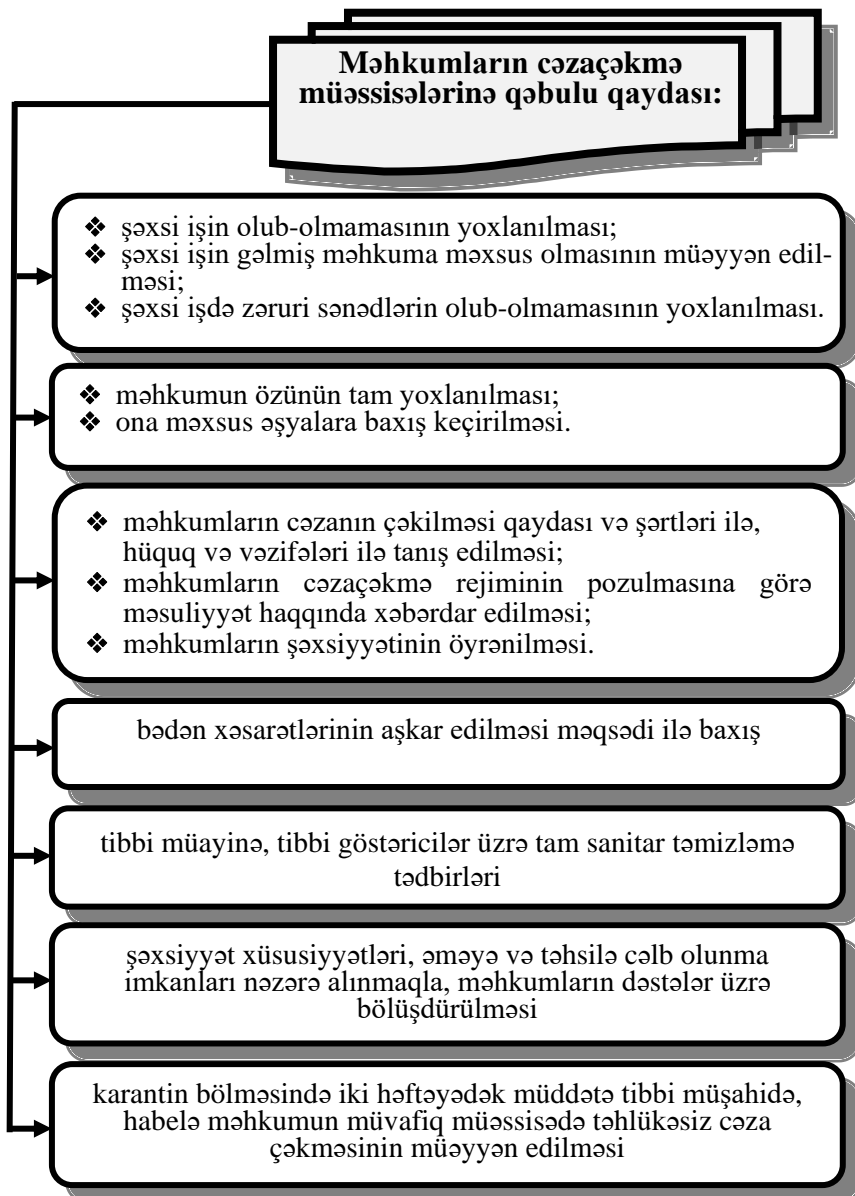 Məhkumların cəzaçəkmə
müəssisələrinə qəbulu qaydası:
❖ şəxsi işin olub-olmamasının yoxlanılması;
❖ şəxsi işin gəlmiş məhkuma məxsus olmasının müəyyən edil-
məsi;
❖ şəxsi işdə zəruri sənədlərin olub-olmamasının yoxlanılması.
❖ məhkumun özünün tam yoxlanılması;
❖ ona məxsus əşyalara baxış keçirilməsi.
❖ məhkumların cəzanın çəkilməsi qaydası və şərtləri ilə,
hüquq və vəzifələri ilə tanış edilməsi;
❖ məhkumların cəzaçəkmə rejiminin pozulmasına görə
məsuliyyət haqqında xəbərdar edilməsi;
❖ məhkumların şəxsiyyətinin öyrənilməsi.
bədən xəsarətlərinin aşkar edilməsi məqsədi ilə baxış
tibbi müayinə, tibbi göstəricilər üzrə tam sanitar təmizləmə
tədbirləri
şəxsiyyət xüsusiyyətləri, əməyə və təhsilə cəlb olunma
imkanları nəzərə alınmaqla, məhkumların dəstələr üzrə
bölüşdürülməsi
karantin bölməsində iki həftəyədək müddətə tibbi müşahidə,
habelə məhkumun müvafiq müəssisədə təhlükəsiz cəza
çəkməsinin müəyyən edilməsi